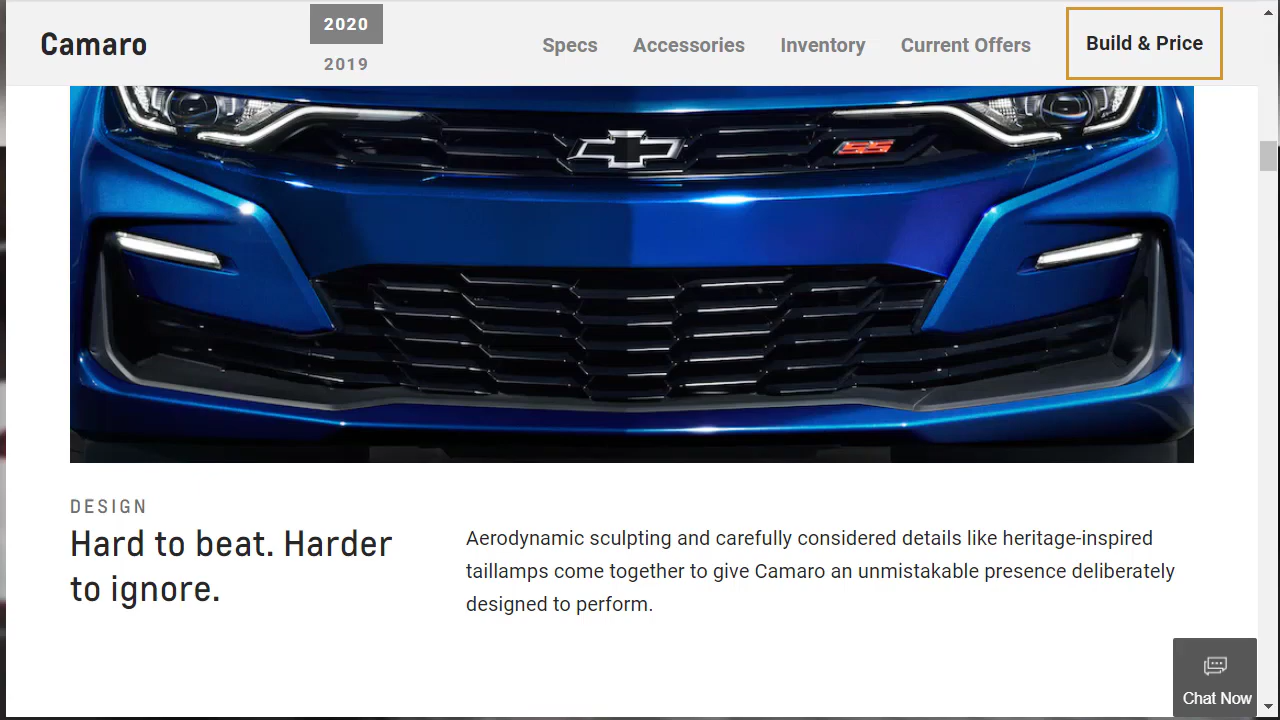 Camaro
2020
2019
Specs
Accessories
Inventory
Current Offers
Build & Price
SS
DESIGN
Hard to beat. Harder
to ignore.
Aerodynamic sculpting and carefully considered details like heritage-inspired
taillamps come together to give Camaro an unmistakable presence deliberately
designed to perform.
Chat Now